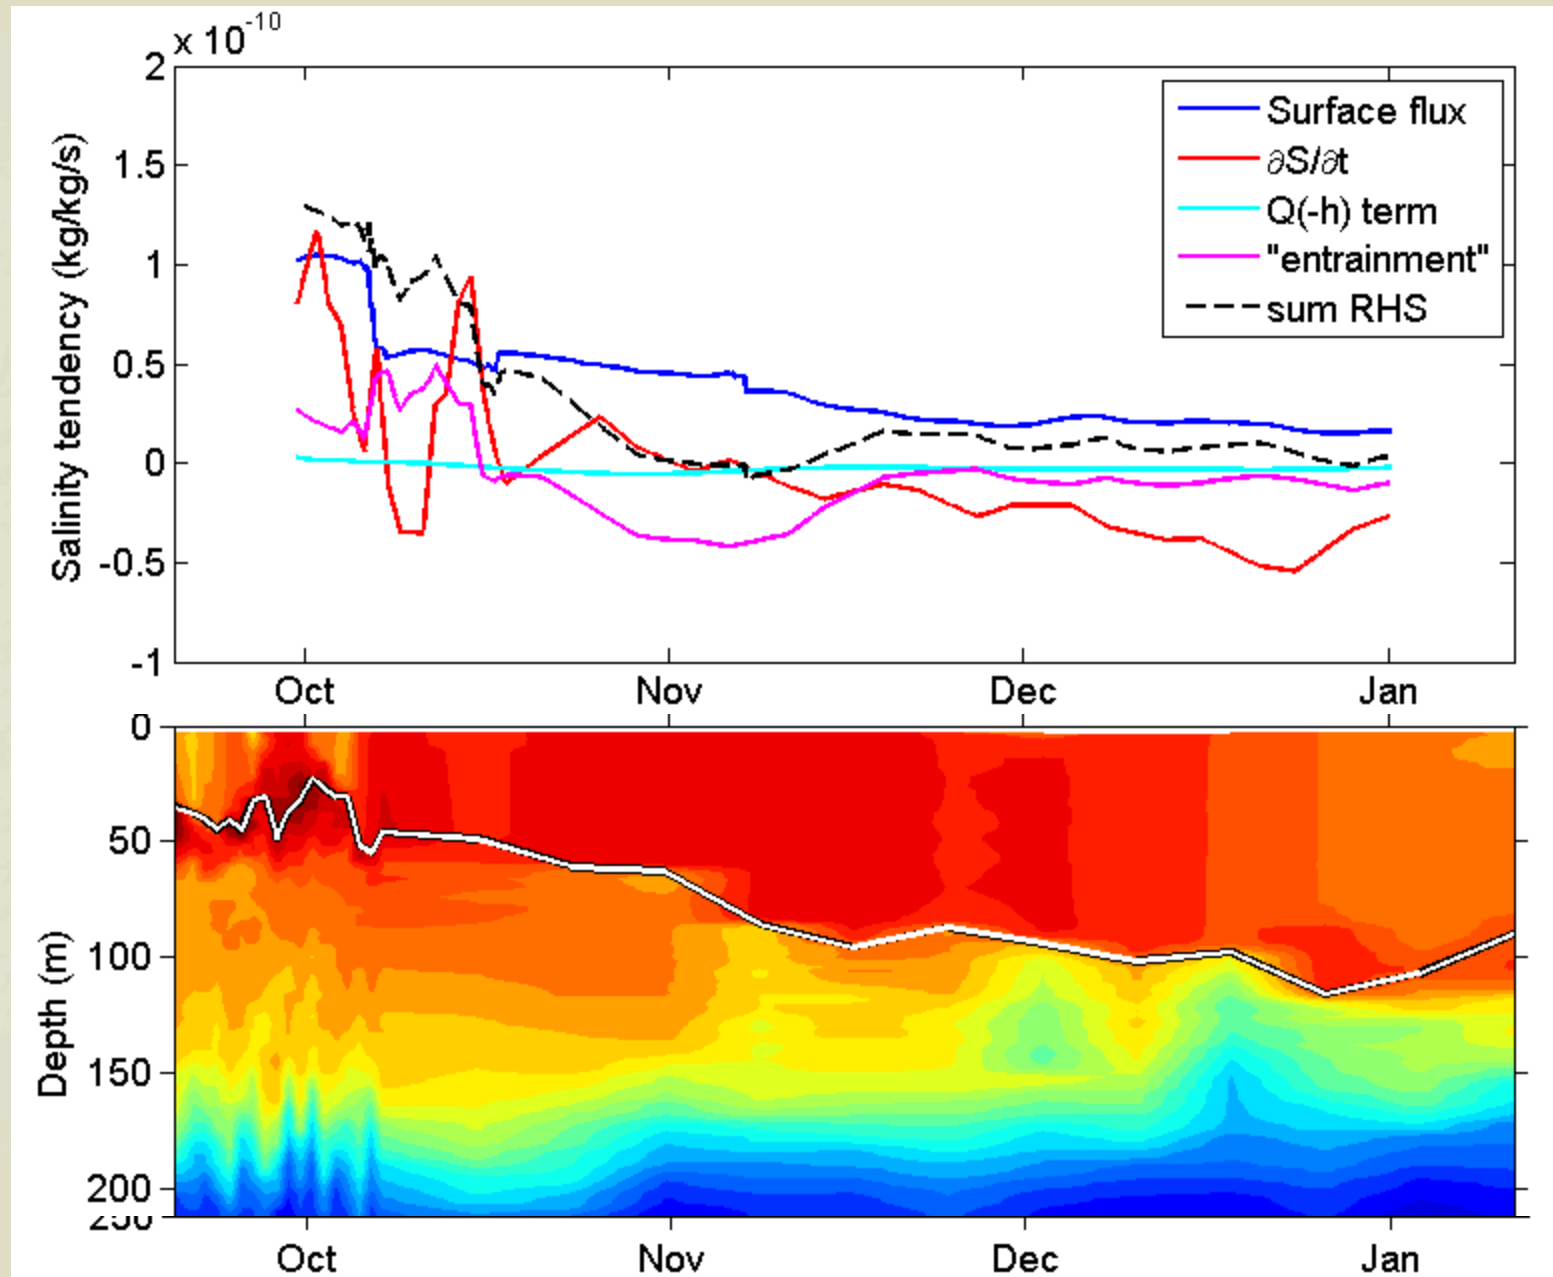 x 10^-10
2
1.5
1
0.5
0
-0.5
-1
Salinity tendency (kg/kg/s)
Surface flux
∂S/∂t
Q(-h) term
"entrainment"
sum RHS
Oct Nov Dec Jan
0
50
100
150
200
250
Depth (m)
Oct Nov Dec Jan